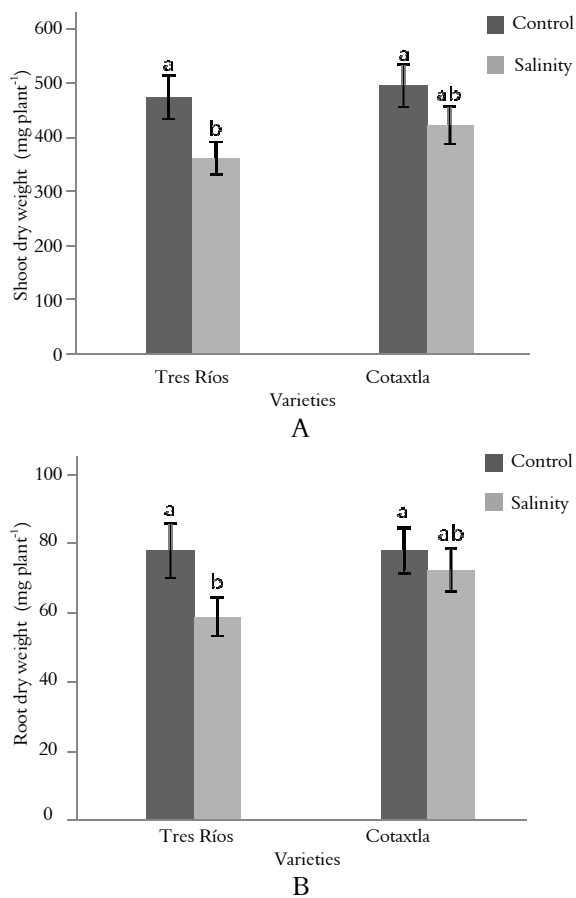 600
500
400
300
200
100
0
Shoot dry weight (mg plant⁻¹)
Control
Salinity
a
b
a
ab
Tres Ríos
Cotaxtla
Varieties
A
100
80
60
40
20
0
Root dry weight (mg plant⁻¹)
Control
Salinity
a
b
a
ab
Tres Ríos
Cotaxtla
Varieties
B